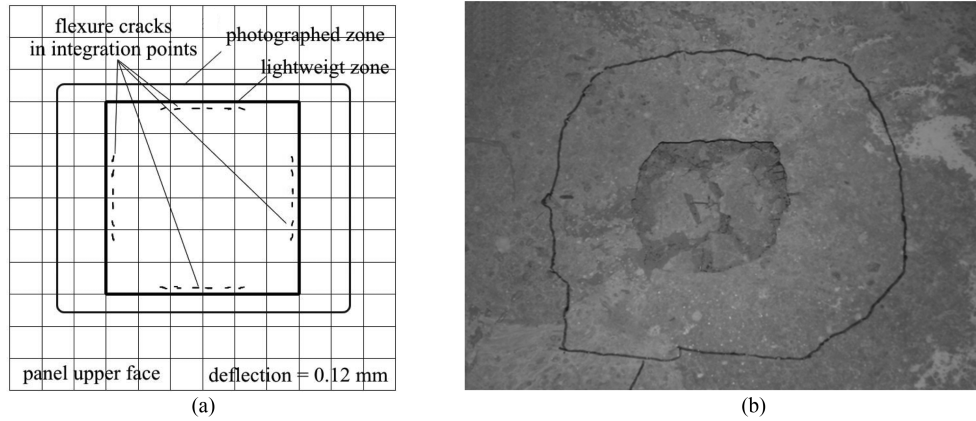 flexure cracks
in integration points
photographed zone
lightweigt zone
panel upper face
deflection = 0.12 mm
(a)
(b)